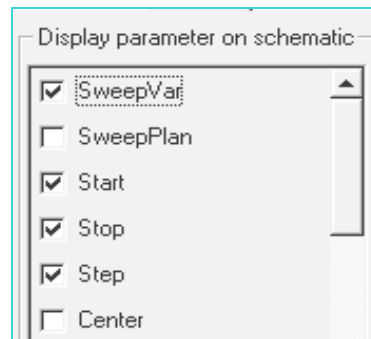 Display parameter on schematic
SweepVar
SweepPlan
Start
Stop
Step
Center